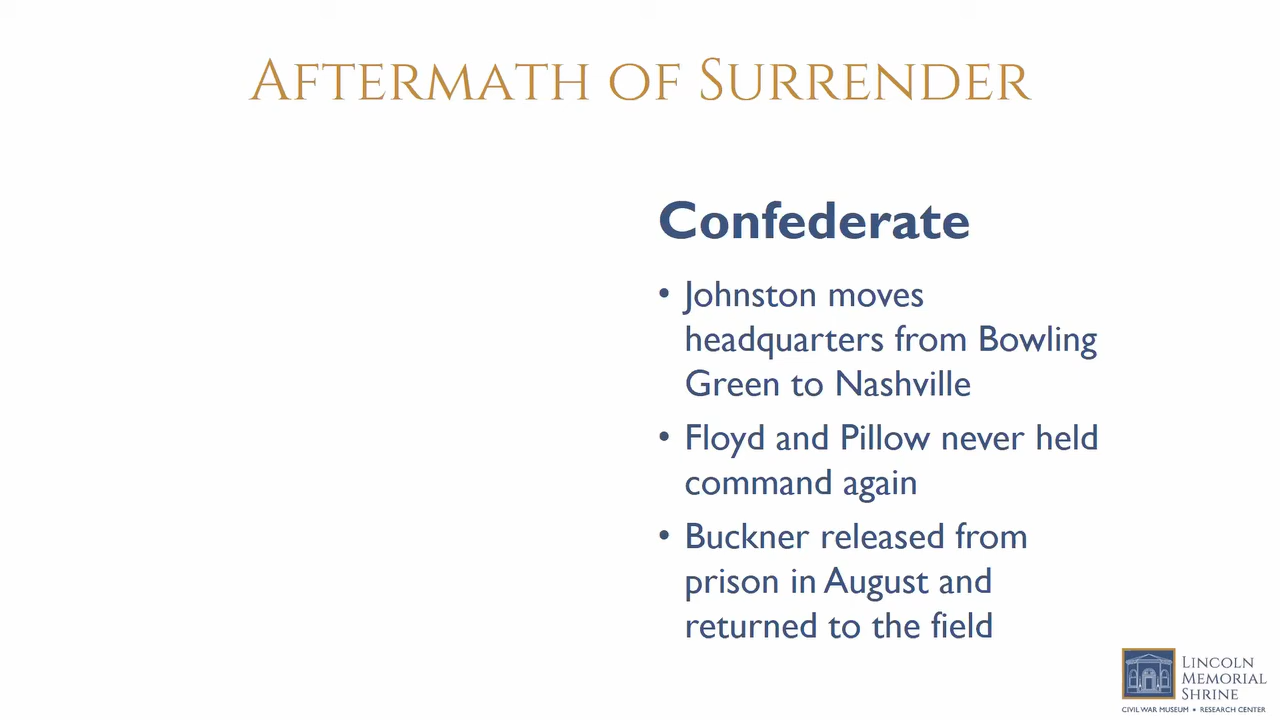 Aftermath of Surrender
Confederate
• Johnston moves
headquarters from Bowling
Green to Nashville
• Floyd and Pillow never held
command again
• Buckner released from
prison in August and
returned to the field
Lincoln
Memorial
Shrine
CIVIL WAR MUSEUM • RESEARCH CENTER